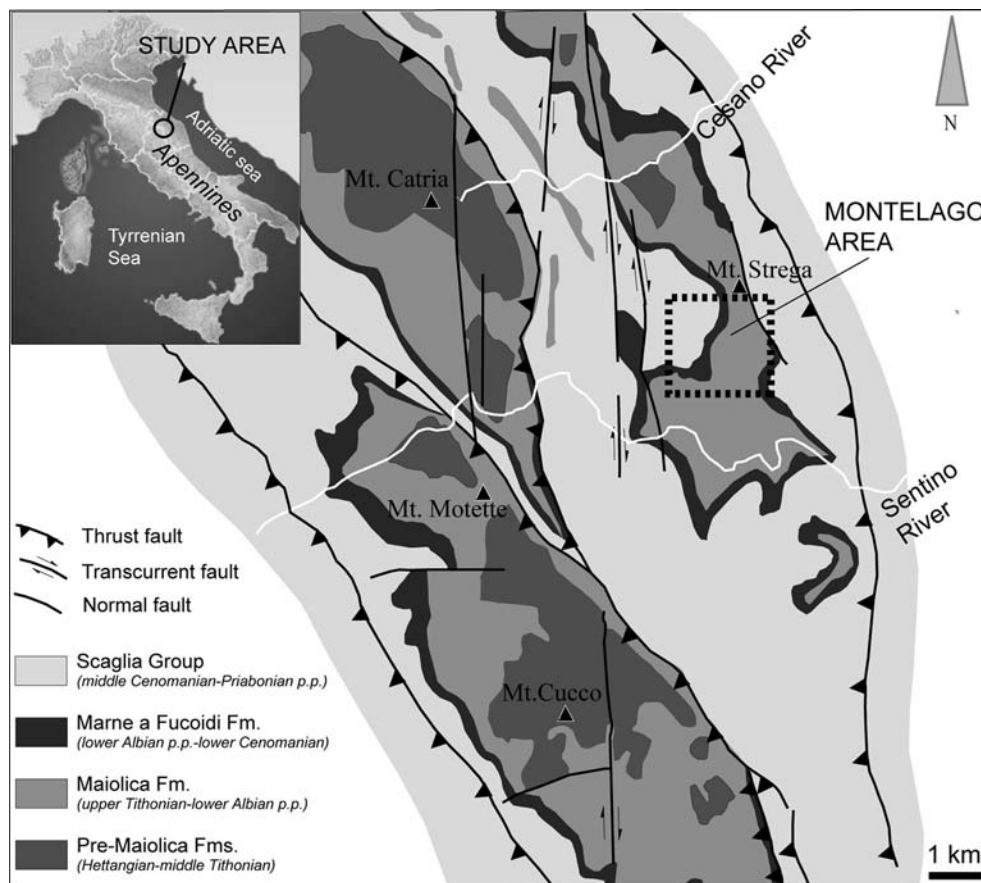 STUDY AREA
Adriatic sea
Apennines
Tyrrenian
Sea
N
Cesano River
Mt. Catria
MONTELAGO
AREA
Mt. Strega
Mt. Motette
Sentino
River
Mt.Cucco
Thrust fault
Transcurrent fault
Normal fault
Scaglia Group
(middle Cenomanian-Priabonian p.p.)
Marne a Fucoidi Fm.
(lower Albian p.p.-lower Cenomanian)
Maiolica Fm.
(upper Tithonian-lower Albian p.p.)
Pre-Maiolica Fms.
(Hettangian-middle Tithonian)
1 km